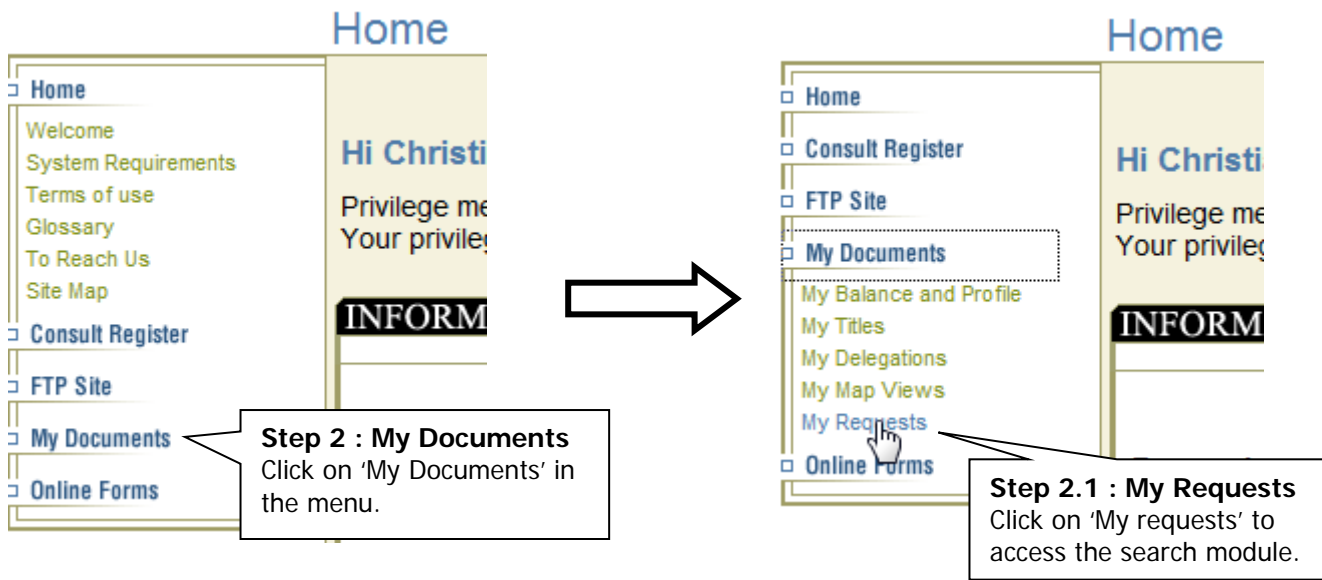 Home
Home
Welcome
System Requirements
Terms of use
Glossary
To Reach Us
Site Map
Consult Register
FTP Site
My Documents
Online Forms
Hi Christi
Privilege me
Your privileg
INFORM
Step 2 : My Documents
Click on ‘My Documents’ in
the menu.
Home
Home
Consult Register
FTP Site
My Documents
My Balance and Profile
My Titles
My Delegations
My Map Views
My Requests
Online Forms
Hi Christi
Privilege me
Your privileg
INFORM
Step 2.1 : My Requests
Click on ‘My requests’ to
access the search module.